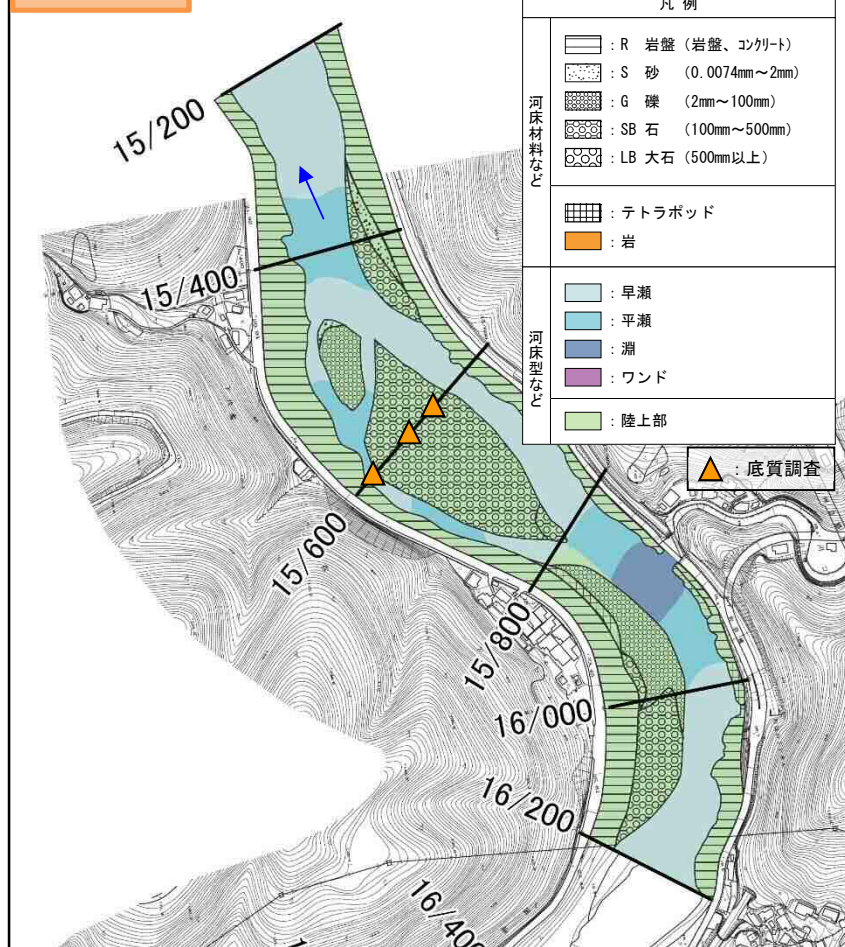 凡 例
河床材料など
: R 岩盤 (岩盤、コンクリート)
: S 砂 (0.0074mm～2mm)
: G 礫 (2mm～100mm)
: SB 石 (100mm～500mm)
: LB 大石 (500mm以上)
: テトラポッド
: 岩
河床型など
: 早瀬
: 平瀬
: 淵
: ワンド
: 陸上部
: 底質調査
15/200
15/400
15/600
15/800
16/000
16/200
16/400